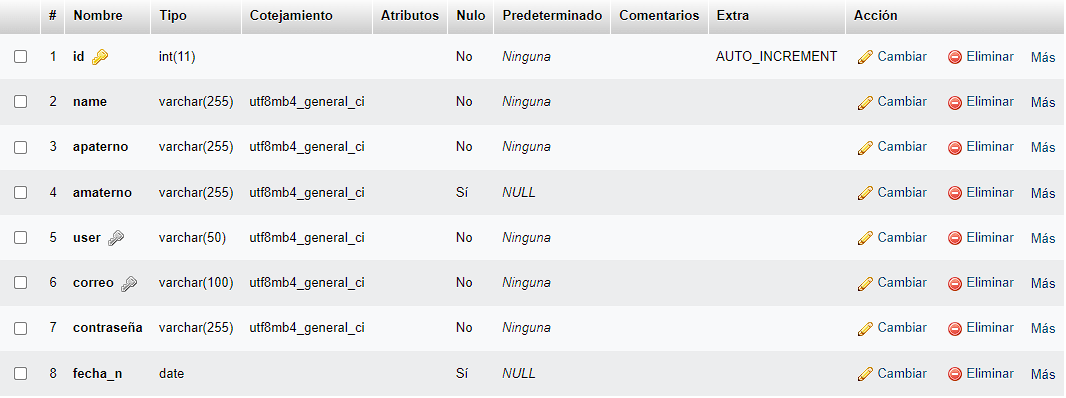 # Nombre Tipo Cotejamiento Atributos Nulo Predeterminado Comentarios Extra Acción
1 id int(11) No Ninguna AUTO_INCREMENT Cambiar Eliminar Más
2 name varchar(255) utf8mb4_general_ci No Ninguna Cambiar Eliminar Más
3 apaterno varchar(255) utf8mb4_general_ci No Ninguna Cambiar Eliminar Más
4 amaterno varchar(255) utf8mb4_general_ci Sí NULL Cambiar Eliminar Más
5 user varchar(50) utf8mb4_general_ci No Ninguna Cambiar Eliminar Más
6 correo varchar(100) utf8mb4_general_ci No Ninguna Cambiar Eliminar Más
7 contraseña varchar(255) utf8mb4_general_ci No Ninguna Cambiar Eliminar Más
8 fecha_n date Sí NULL Cambiar Eliminar Más